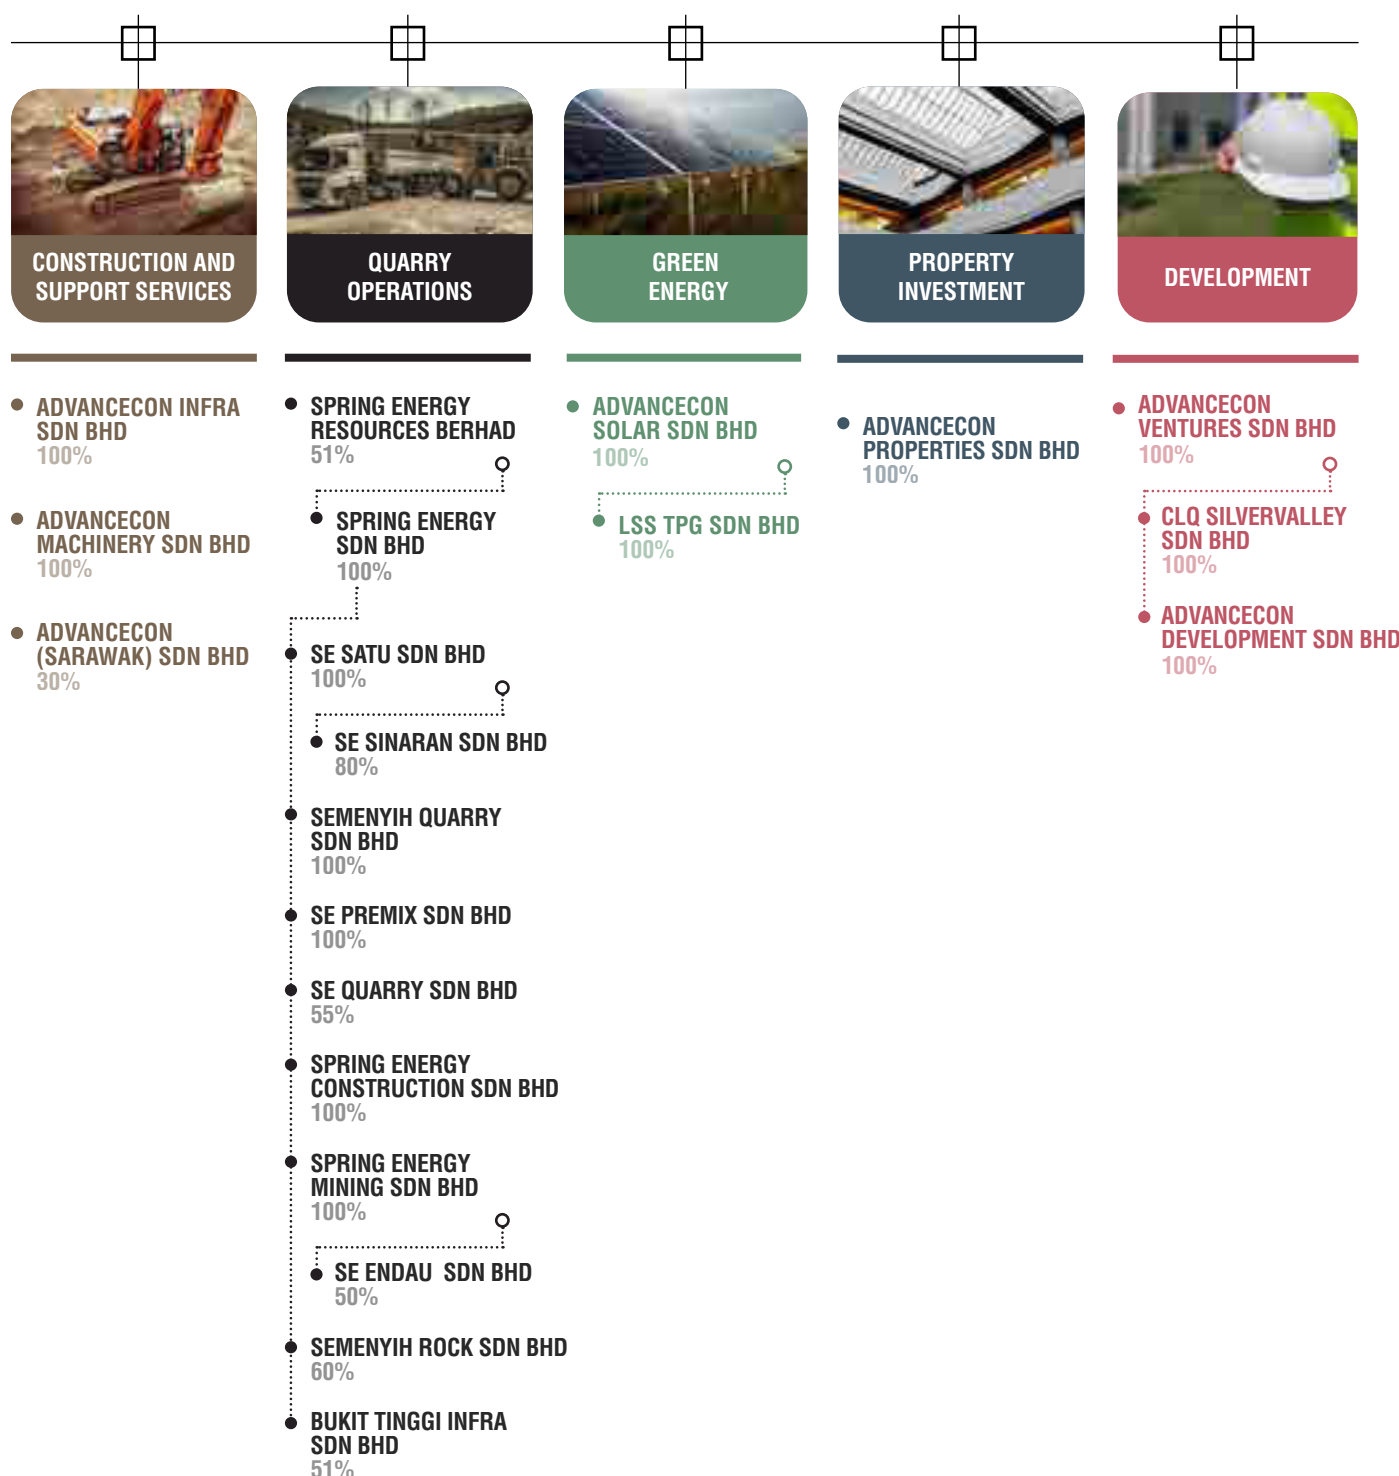 CONSTRUCTION AND
SUPPORT SERVICES
ADVANCECON INFRA
SDN BHD
100%
ADVANCECON
MACHINERY SDN BHD
100%
ADVANCECON
(SARAWAK) SDN BHD
30%
QUARRY
OPERATIONS
SPRING ENERGY
RESOURCES BERHAD
51%
SPRING ENERGY
SDN BHD
100%
SE SATU SDN BHD
100%
SE SINARAN SDN BHD
80%
SEMENYIH QUARRY
SDN BHD
100%
SE PREMIX SDN BHD
100%
SE QUARRY SDN BHD
55%
SPRING ENERGY
CONSTRUCTION SDN BHD
100%
SPRING ENERGY
MINING SDN BHD
100%
SE ENDAU SDN BHD
50%
SEMENYIH ROCK SDN BHD
60%
BUKIT TINGGI INFRA
SDN BHD
51%
GREEN
ENERGY
ADVANCECON
SOLAR SDN BHD
100%
LSS TPG SDN BHD
100%
PROPERTY
INVESTMENT
ADVANCECON
PROPERTIES SDN BHD
100%
DEVELOPMENT
ADVANCECON
VENTURES SDN BHD
100%
CLQ SILVERVALLEY
SDN BHD
100%
ADVANCECON
DEVELOPMENT SDN BHD
100%